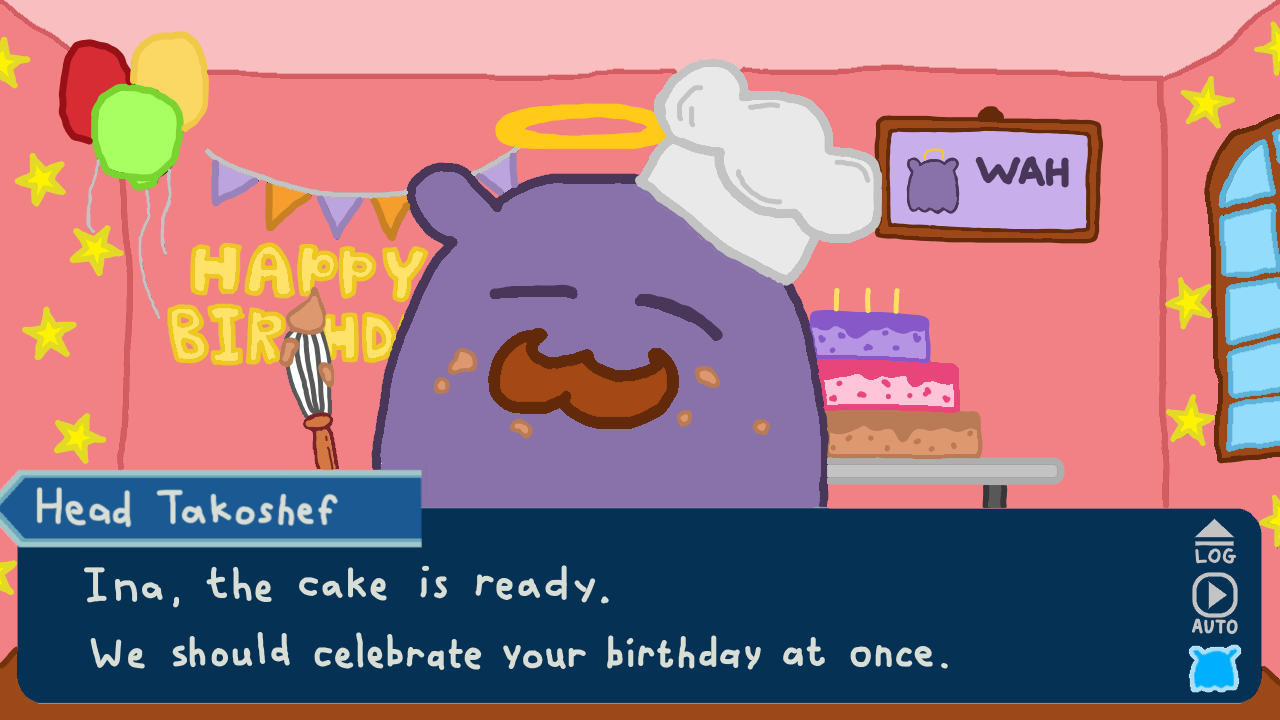 WAH
HAPPY
BIRTHD
Head Takoshef
Ina, the cake is ready.
We should celebrate your birthday at once.
LOG
AUTO